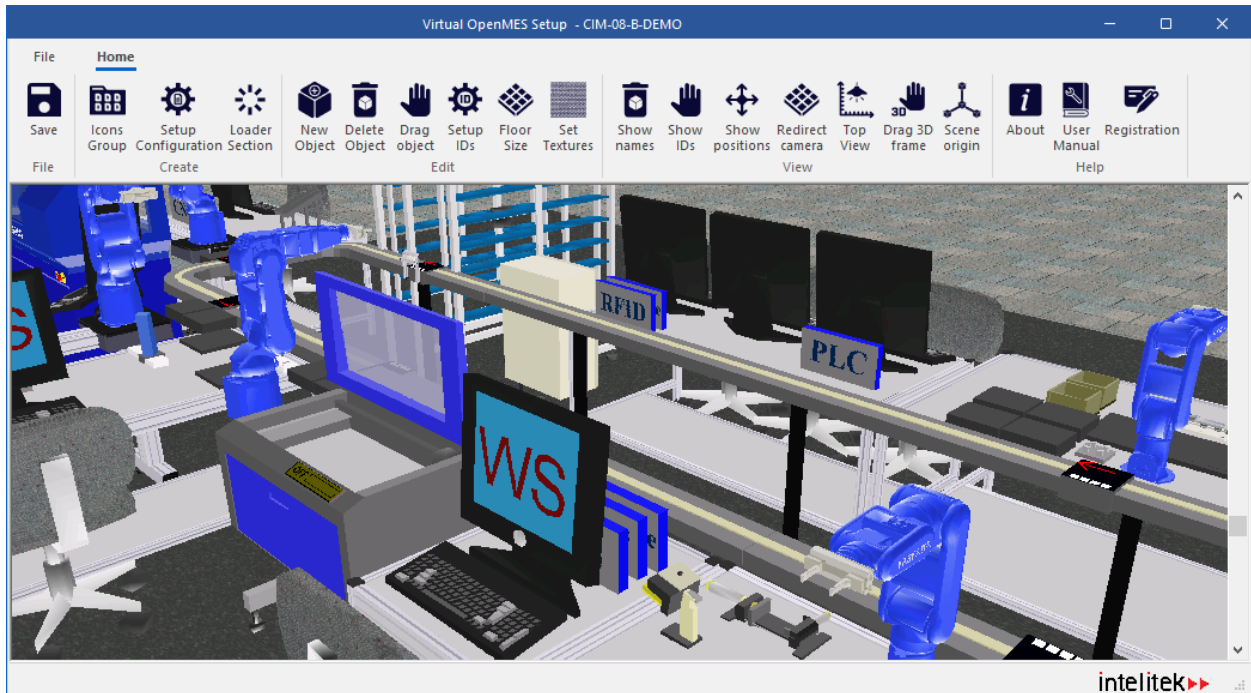 Virtual OpenMES Setup - CIM-08-B-DEMO
File Home
Save
Icons Group
Setup Configuration
Loader Section
New Object
Delete Object
Drag object
Setup IDs
Floor Size
Set Textures
Show names
Show IDs
Show positions
Redirect camera
Top View
Drag 3D frame
Scene origin
About
User Manual
Registration
File Create Edit View Help
RFID
PLC
WS
intelitek